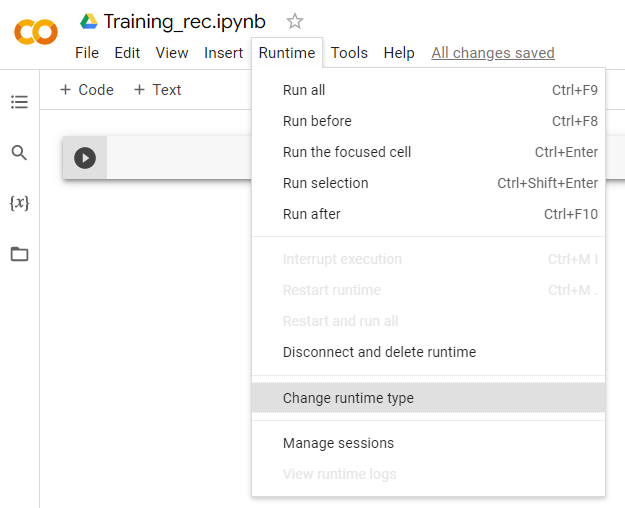 Training_rec.ipynb
File Edit View Insert Runtime Tools Help All changes saved
+ Code + Text
Run all Ctrl+F9
Run before Ctrl+F8
Run the focused cell Ctrl+Enter
Run selection Ctrl+Shift+Enter
Run after Ctrl+F10
Interrupt execution Ctrl+M I
Restart runtime Ctrl+M .
Restart and run all
Disconnect and delete runtime
Change runtime type
Manage sessions
View runtime logs
{x}